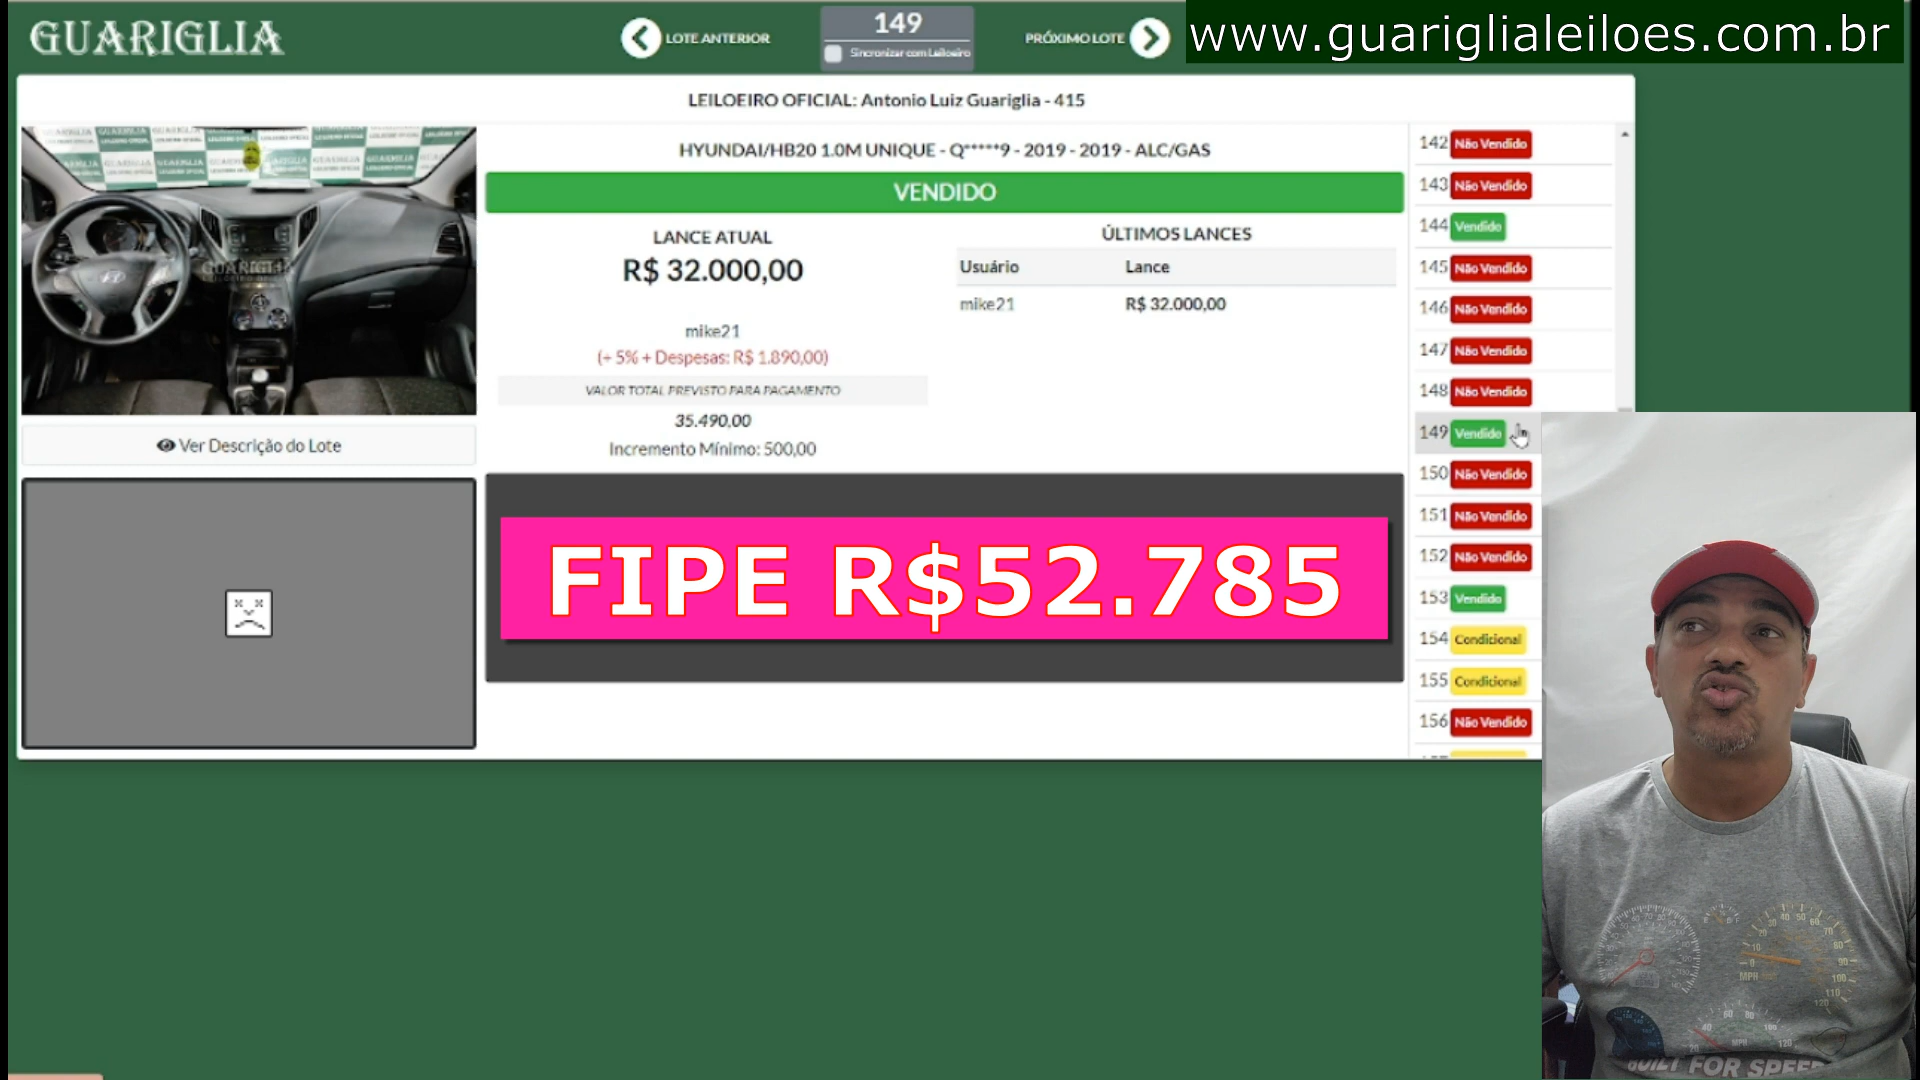 GUARIGLIA
LOTE ANTERIOR
149
Sincronizar com Leiloeiro
PRÓXIMO LOTE
www.guariglialeiloes.com.br
LEILOEIRO OFICIAL: Antonio Luiz Guariglia - 415
HYUNDAI/HB20 1.0M UNIQUE - Q*****9 - 2019 - 2019 - ALC/GAS
VENDIDO
LANCE ATUAL
R$ 32.000,00
mike21
(+ 5% + Despesas: R$ 1.890,00)
VALOR TOTAL PREVISTO PARA PAGAMENTO
35.490,00
Incremento Mínimo: 500,00
ÚLTIMOS LANCES
Usuário Lance
mike21 R$ 32.000,00
Ver Descrição do Lote
FIPE R$52.785
142 Não Vendido
143 Não Vendido
144 Vendido
145 Não Vendido
146 Não Vendido
147 Não Vendido
148 Não Vendido
149 Vendido
150 Não Vendido
151 Não Vendido
152 Não Vendido
153 Vendido
154 Condicional
155 Condicional
156 Não Vendido
BUILT FOR SPEED